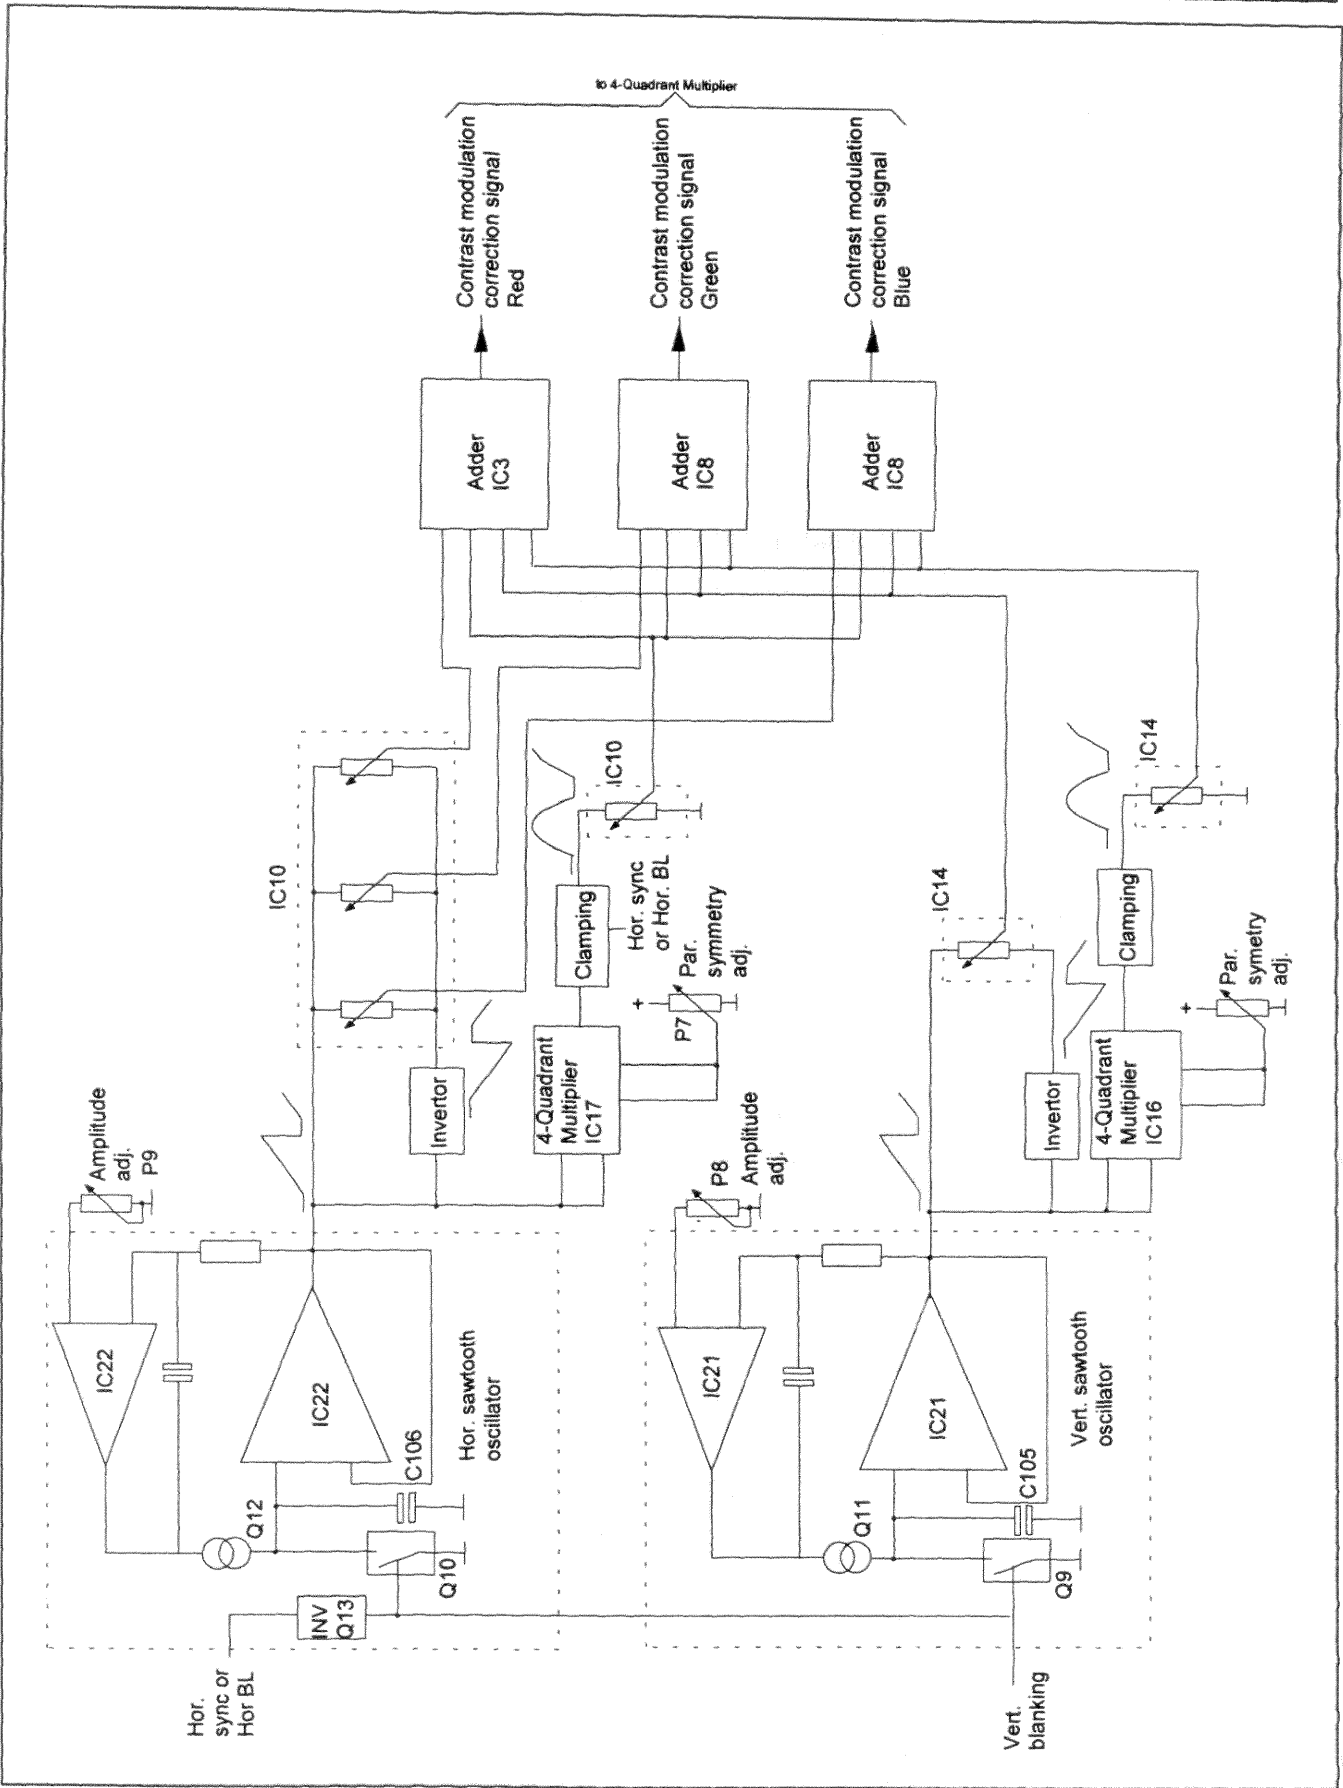 to 4-Quadrant Multiplier
Contrast modulation
correction signal
Red
Contrast modulation
correction signal
Green
Contrast modulation
correction signal
Blue
Adder
IC3
Adder
IC8
Adder
IC8
IC10
IC10
IC14
IC14
Clamping
Hor. sync
or Hor. BL
Clamping
+
P7
Par.
symmetry
adj.
+
Par.
symetry
adj.
Invertor
4-Quadrant
Multiplier
IC17
Invertor
4-Quadrant
Multiplier
IC16
Amplitude
adj.
P9
P8
Amplitude
adj.
IC22
IC22
Hor. sawtooth
oscillator
C106
Q12
Q10
INV
Q13
Hor.
sync or
Hor BL
IC21
IC21
Vert. sawtooth
oscillator
C105
Q11
Q9
Vert.
blanking